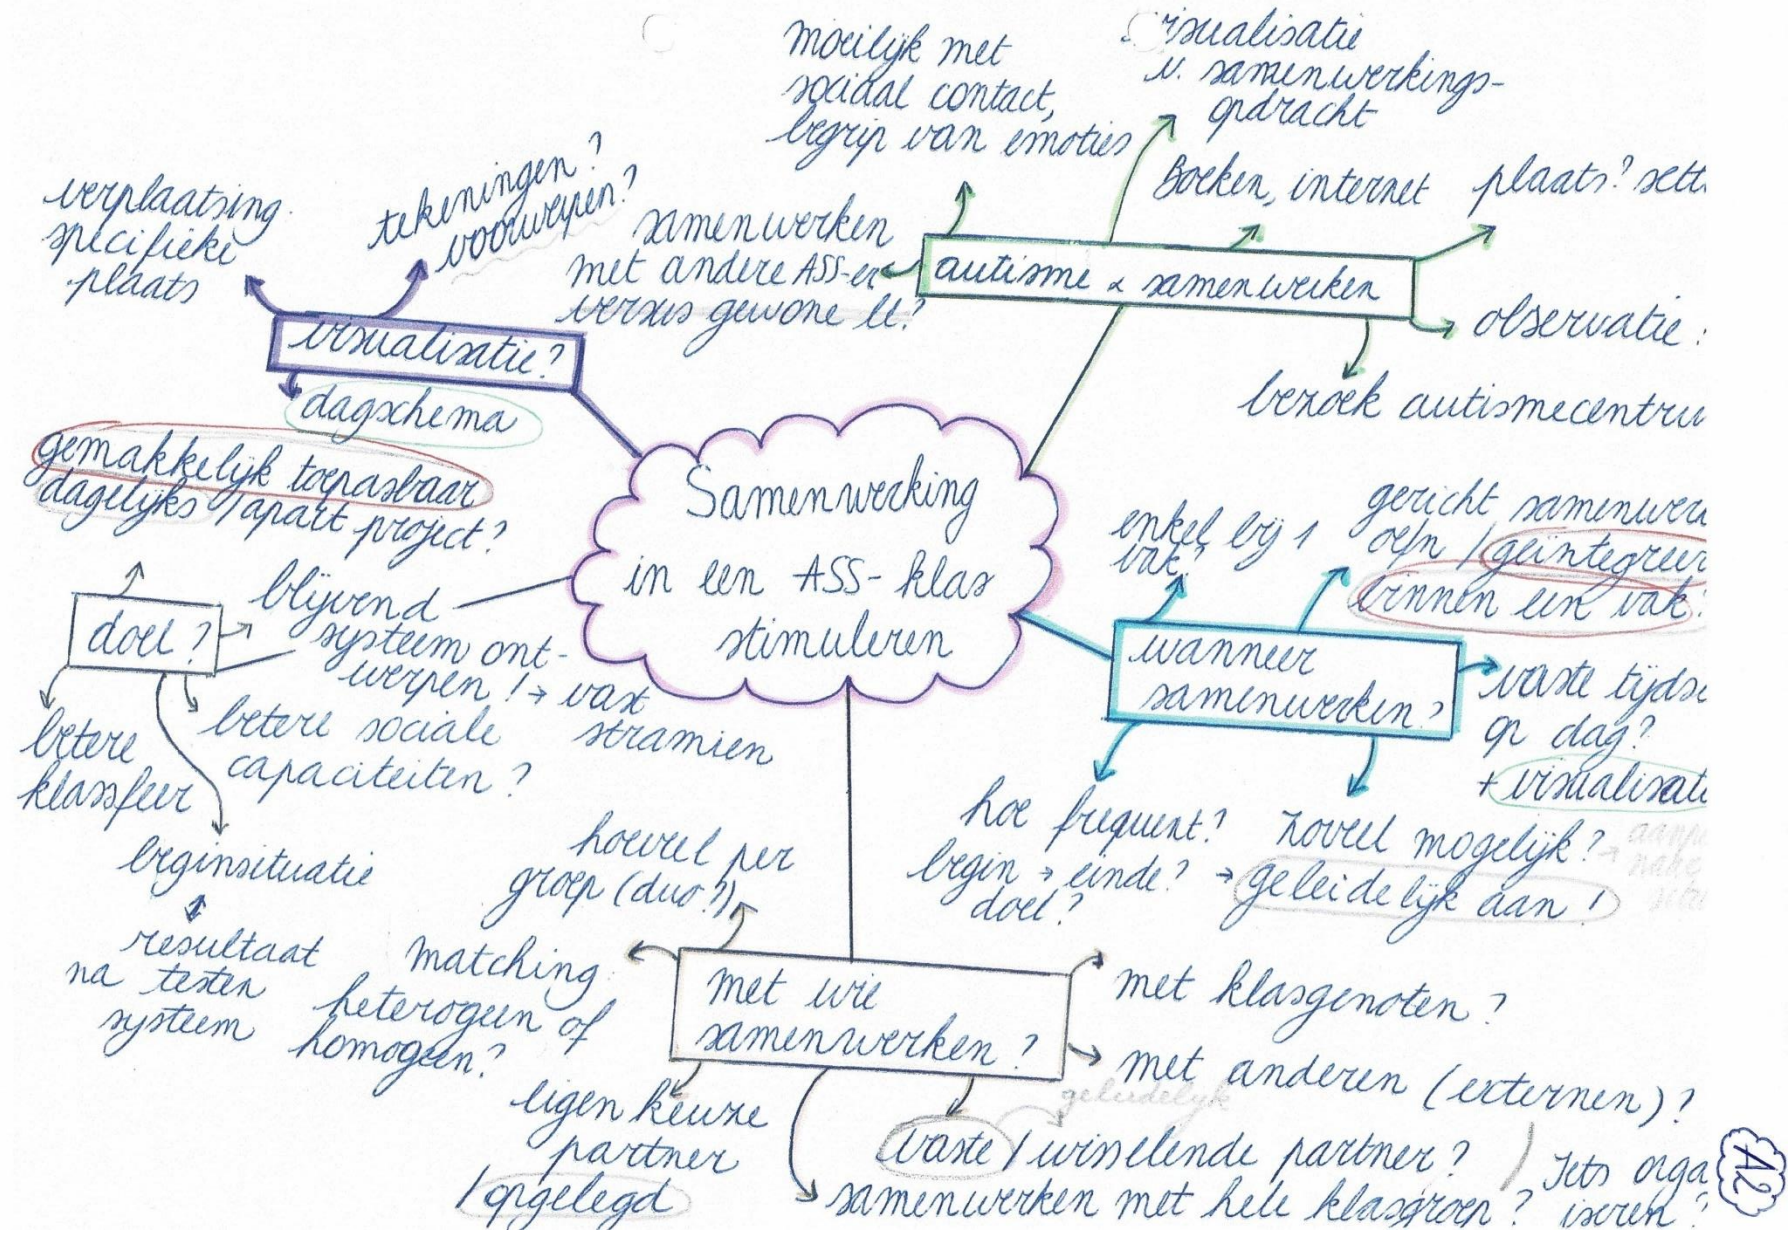 moeilijk met
sociaal contact,
begrip van emoties
visualisatie
v. samenwerkings-
opdracht
Boeken, internet
plaats? sett
samenwerken
met andere ASS-er
versus gewone ll?
autisme & samenwerken
observatie:
bezoek autismecentru
verplaatsing
specifieke
plaats
tekeningen?
voorwerpen?
visualisatie?
dagschema
gemakkelijk toepasbaar
dagelijks / apart project?
doel?
blijvend
systeem ont-
werpen! → vast
stramien
betere
klassfeer
betere sociale
capaciteiten?
beginsituatie
resultaat
na testen
systeem
Samenwerking
in een ASS-klas
stimuleren
enkel bij 1
vak?
gericht samenwer
oefn / geïntegreer
binnen een vak?
wanneer
samenwerken?
vaste tijds
op dag?
+ visualisati
hoe frequent?
begin → einde?
doel?
zoveel mogelijk?
→ geleidelijk aan!
hoeveel per
groep (duo?)
matching:
heterogeen of
homogeen?
met wie
samenwerken?
met klasgenoten?
met anderen (externen)?
Iets orga
iseren?
eigen keuze
partner
/ opgelegd
geleidelijk
vaste / wisselende partner?
samenwerken met hele klasgroep?
A2